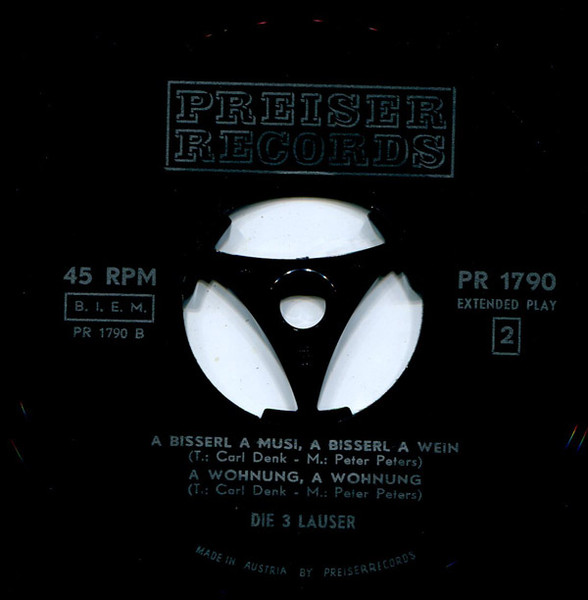 PREISER
RECORDS
45 RPM
B. I. E. M.
PR 1790 B
PR 1790
EXTENDED PLAY
2
A BISSERL A MUSI, A BISSERL A WEIN
(T.: Carl Denk - M.: Peter Peters)
A WOHNUNG, A WOHNUNG
(T.: Carl Denk - M.: Peter Peters)
DIE 3 LAUSER
MADE IN AUSTRIA BY PREISERRECORDS